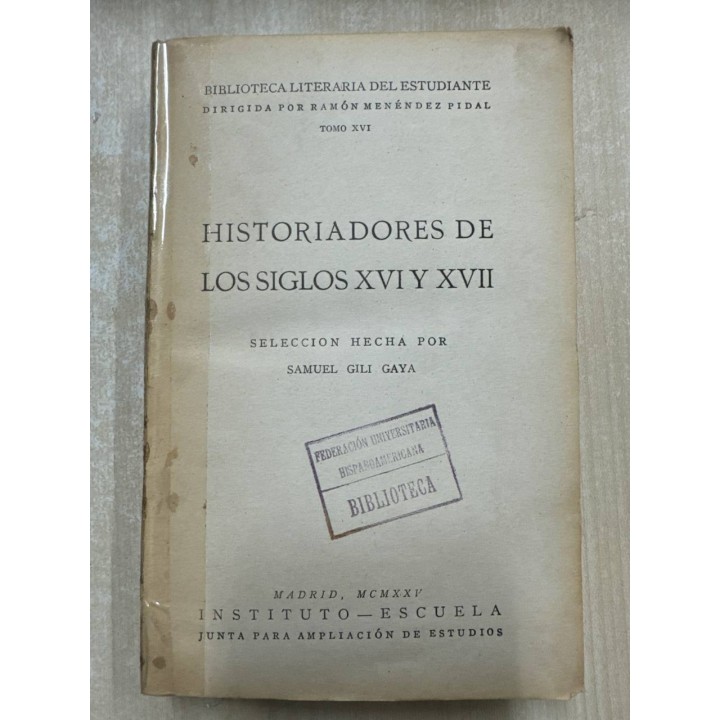 BIBLIOTECA LITERARIA DEL ESTUDIANTE
DIRIGIDA POR RAMÓN MENÉNDEZ PIDAL
TOMO XVI
HISTORIADORES DE
LOS SIGLOS XVI Y XVII
SELECCION HECHA POR
SAMUEL GILI GAYA
FEDERACIÓN UNIVERSITARIA
HISPANOAMERICANA
BIBLIOTECA
MADRID, MCMXXV
INSTITUTO—ESCUELA
JUNTA PARA AMPLIACIÓN DE ESTUDIOS